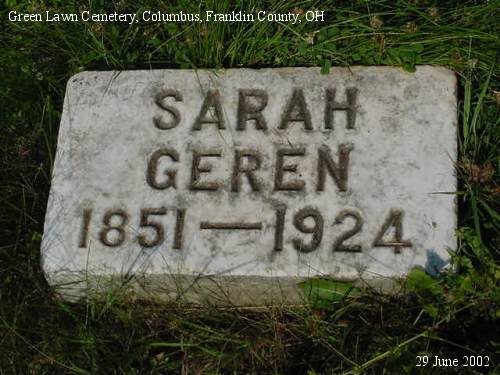 Green Lawn Cemetery, Columbus, Franklin County, OH
SARAH
GEREN
1851—1924
29 June 2002